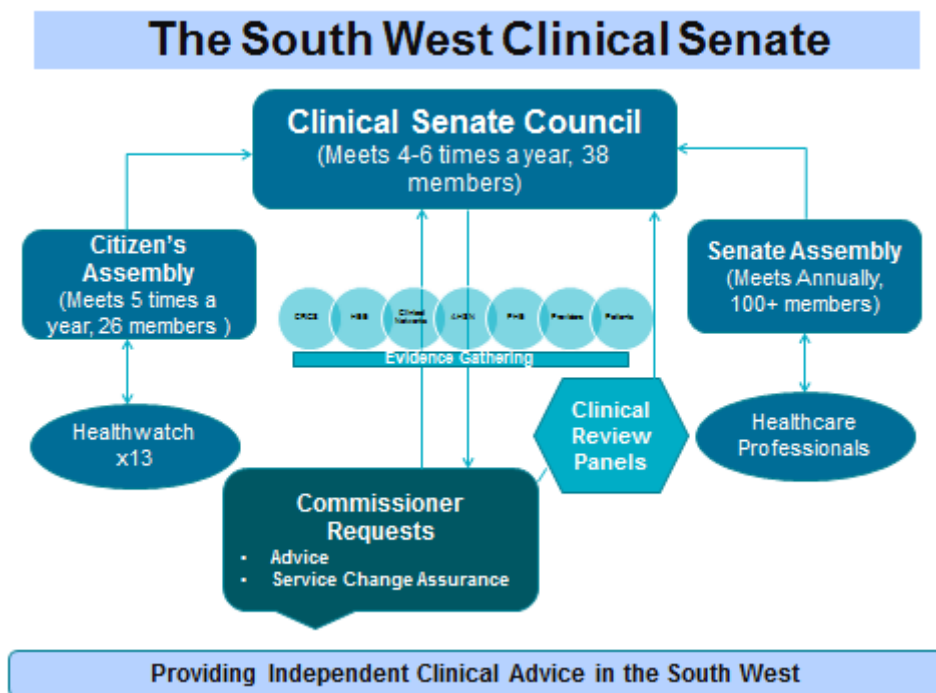 The South West Clinical Senate
Clinical Senate Council
(Meets 4-6 times a year, 38
members)
Citizen's
Assembly
(Meets 5 times a
year, 26 members )
Senate Assembly
(Meets Annually,
100+ members)
Clinical
Networks
AHSN
PHE
Providers
Patients
Evidence Gathering
Healthwatch
x13
Clinical
Review
Panels
Healthcare
Professionals
Commissioner
Requests
• Advice
• Service Change Assurance
Providing Independent Clinical Advice in the South West